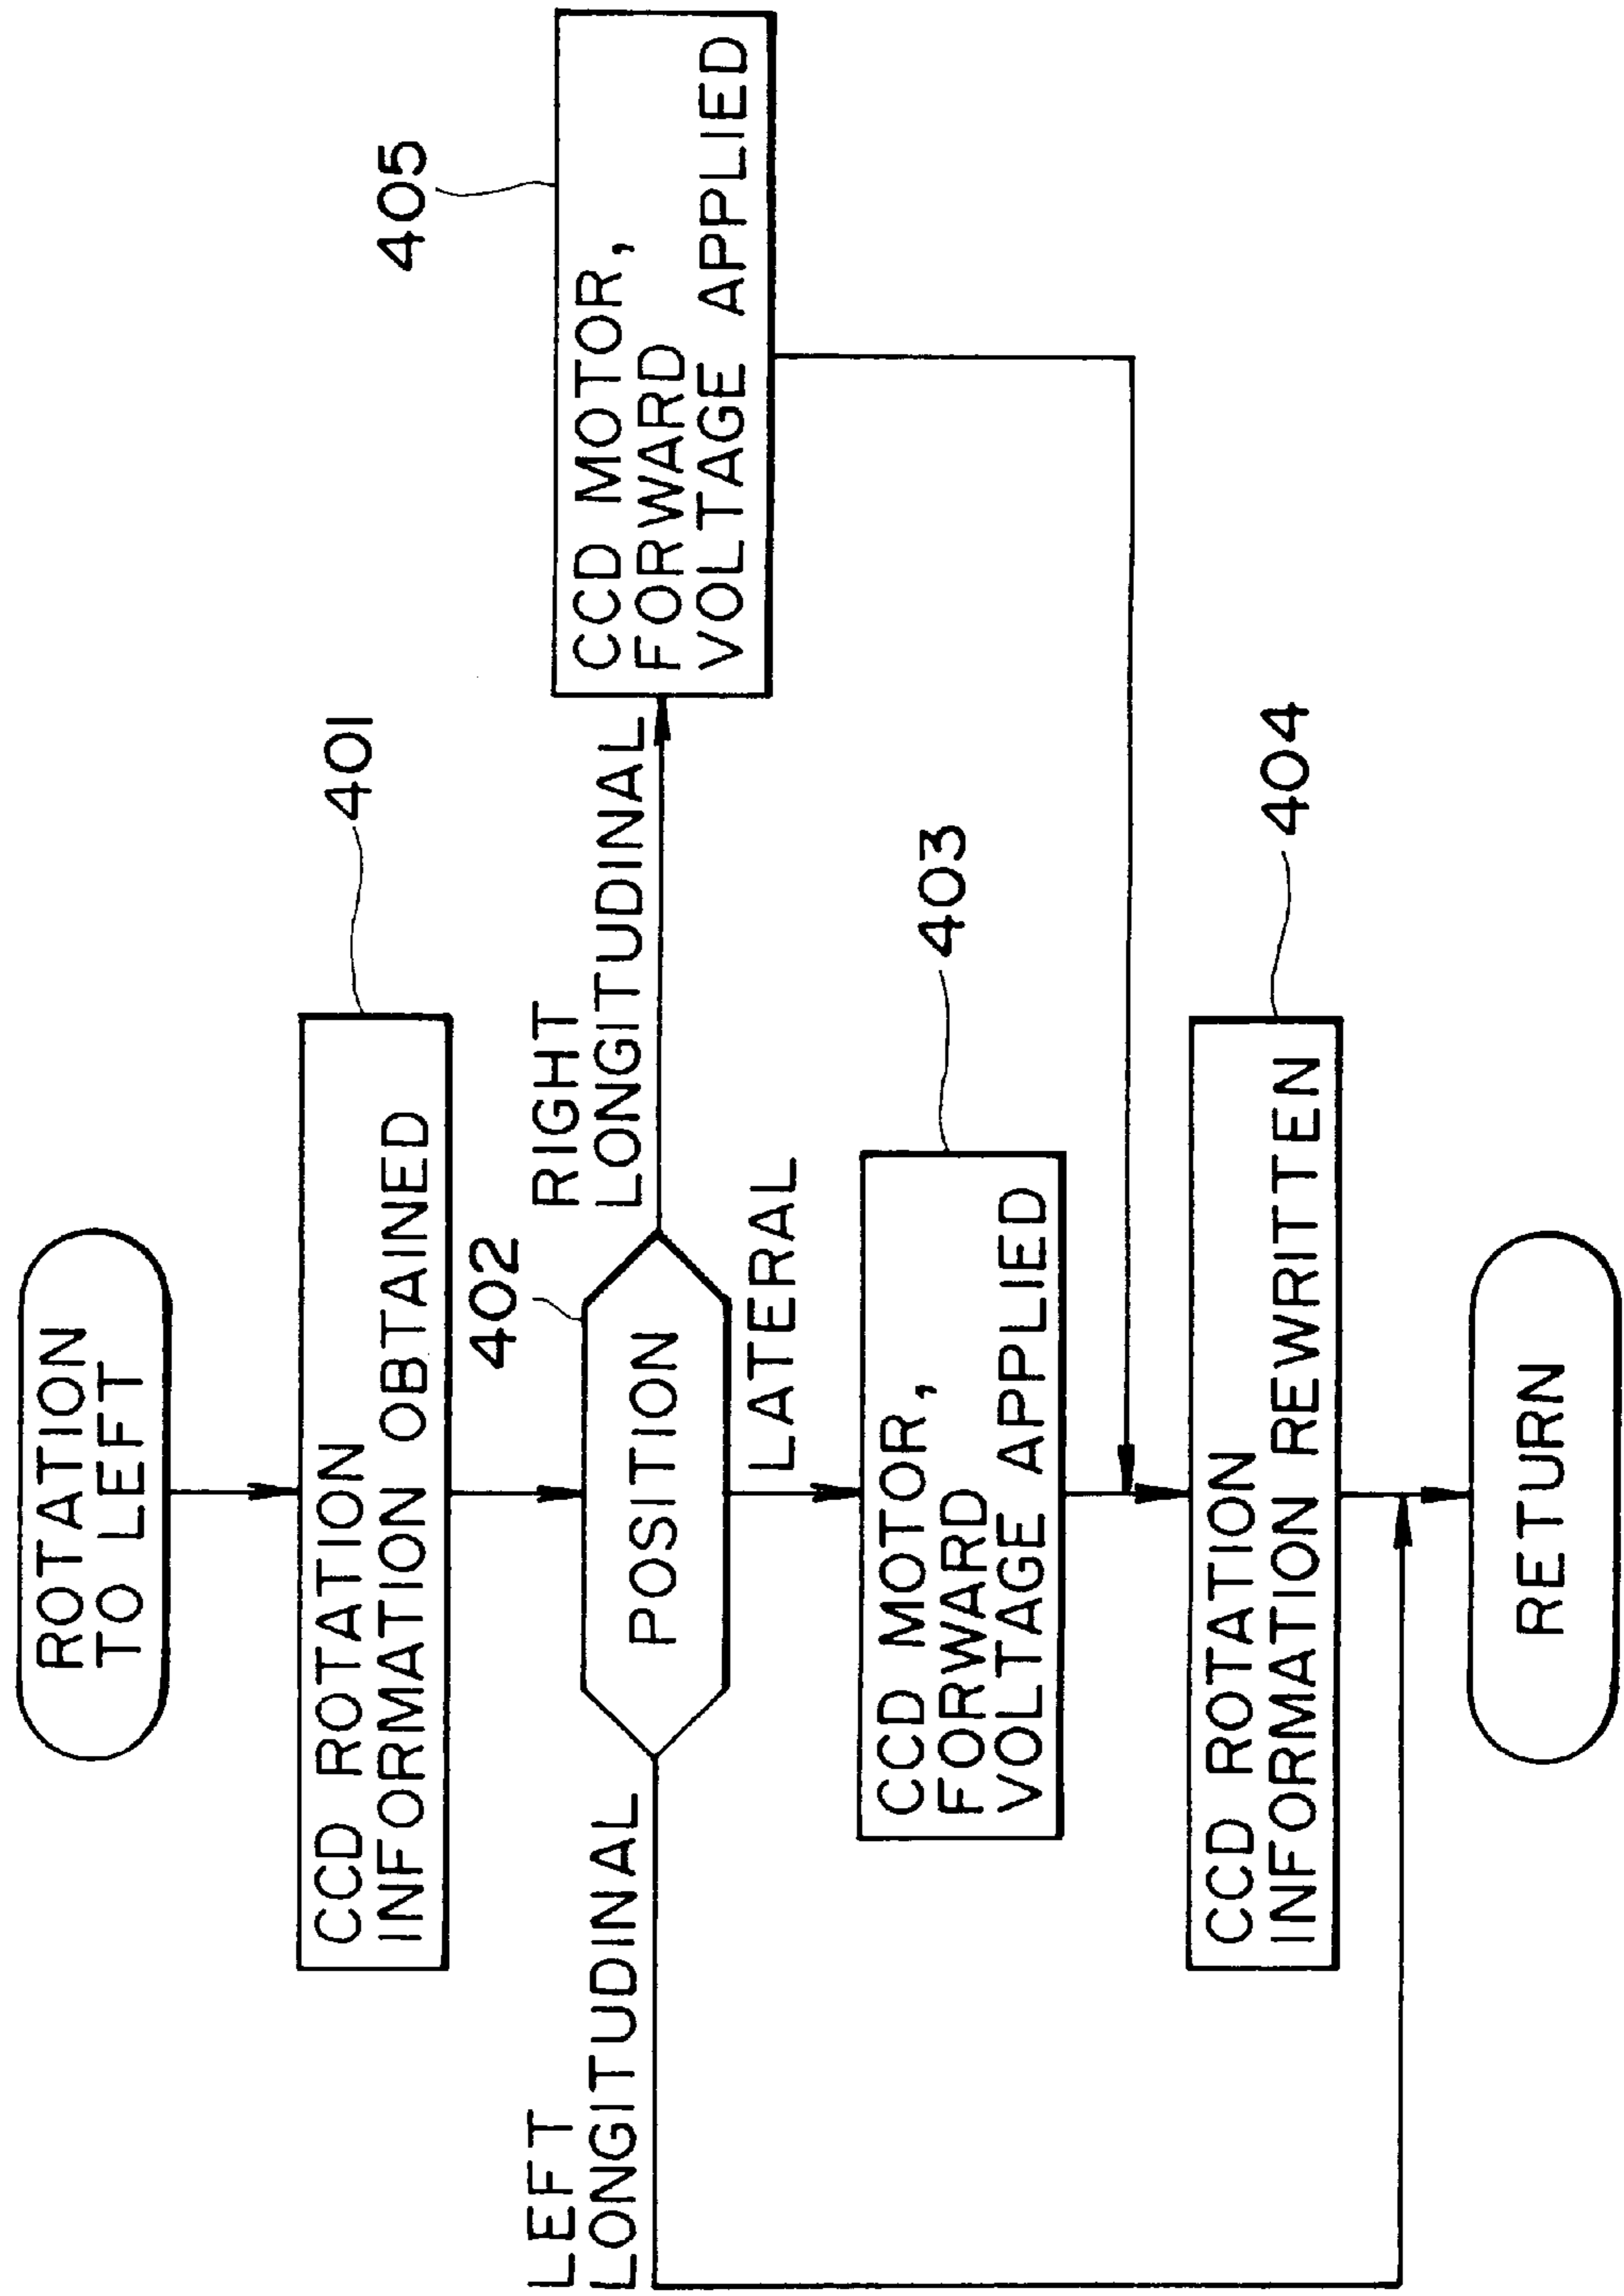 ROTATION
TO LEFT
CCD ROTATION
INFORMATION OBTAINED
401
402
POSITION
LEFT
LONGITUDINAL
RIGHT
LONGITUDINAL
LATERAL
405
CCD MOTOR,
FORWARD
VOLTAGE APPLIED
403
CCD MOTOR,
FORWARD
VOLTAGE APPLIED
404
CCD ROTATION
INFORMATION REWRITTEN
RETURN